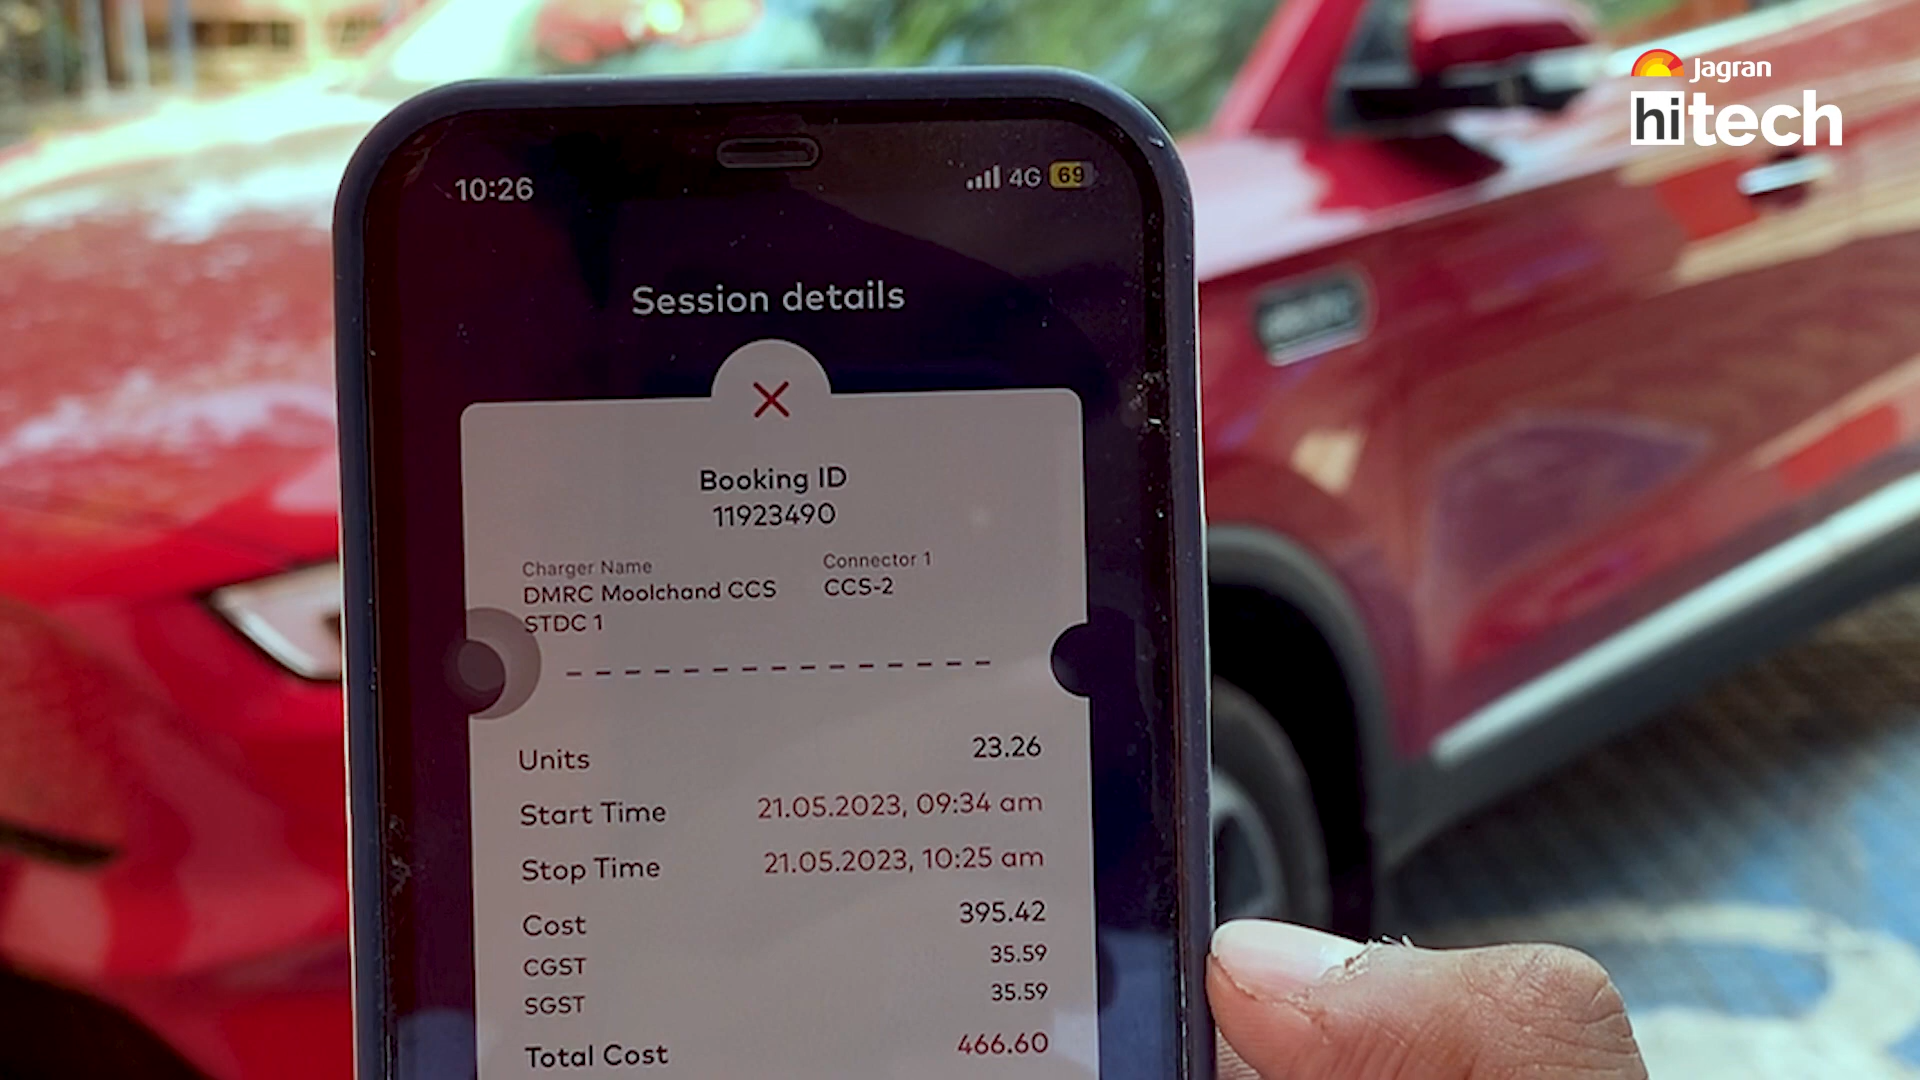 Jagran
hitech
10:26
4G 69
Session details
Booking ID
11923490
Charger Name
Connector 1
DMRC Moolchand CCS
STDC 1
CCS-2
Units 23.26
Start Time 21.05.2023, 09:34 am
Stop Time 21.05.2023, 10:25 am
Cost 395.42
CGST 35.59
SGST 35.59
Total Cost 466.60